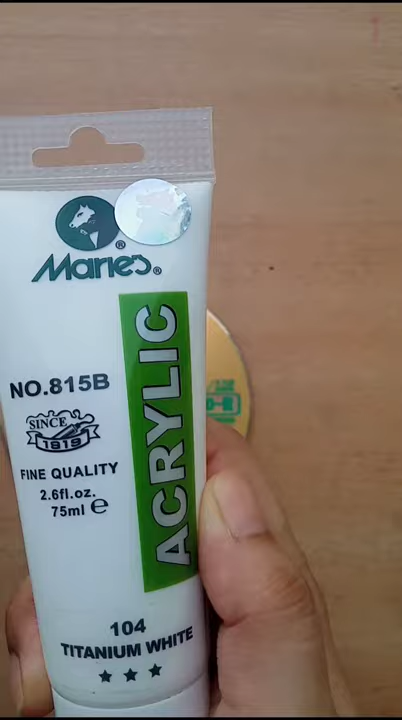 Marie's®
®
ACRYLIC
NO.815B
SINCE
1919
FINE QUALITY
2.6fl.oz.
75ml ℮
104
TITANIUM WHITE
★ ★ ★